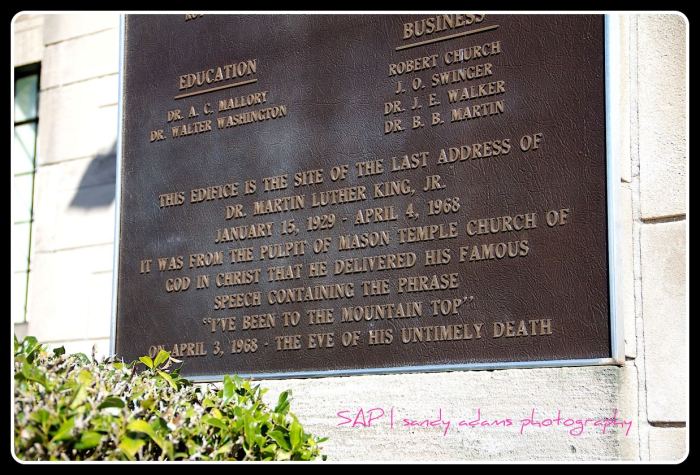 BUSINESS
EDUCATION
ROBERT CHURCH
J. O. SWINGER
DR. A. C. MALLORY
DR. J. E. WALKER
DR. WALTER WASHINGTON
DR. B. B. MARTIN
THIS EDIFICE IS THE SITE OF THE LAST ADDRESS OF
DR. MARTIN LUTHER KING, JR.
JANUARY 15, 1929 - APRIL 4, 1968
IT WAS FROM THE PULPIT OF MASON TEMPLE CHURCH OF
GOD IN CHRIST THAT HE DELIVERED HIS FAMOUS
SPEECH CONTAINING THE PHRASE
"I'VE BEEN TO THE MOUNTAIN TOP"
ON APRIL 3, 1968 - THE EVE OF HIS UNTIMELY DEATH
SAP | sandy adams photography